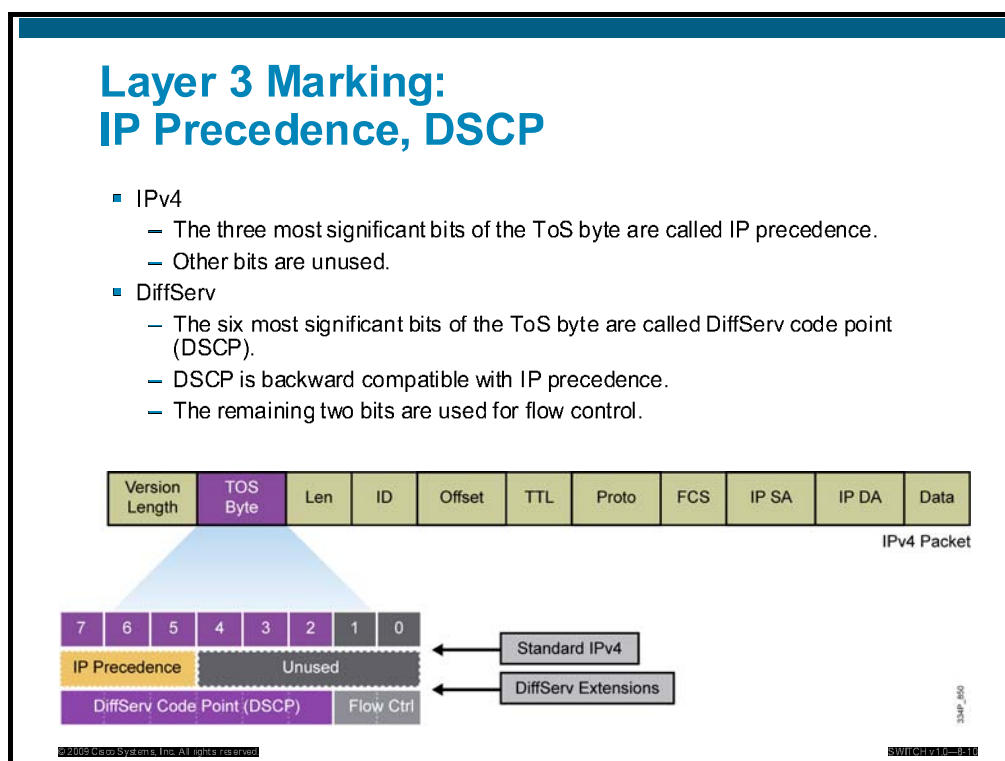 Layer 3 Marking:
IP Precedence, DSCP
IPv4
– The three most significant bits of the ToS byte are called IP precedence.
– Other bits are unused.
DiffServ
– The six most significant bits of the ToS byte are called DiffServ code point
(DSCP).
– DSCP is backward compatible with IP precedence.
– The remaining two bits are used for flow control.
Version Length TOS Byte Len ID Offset TTL Proto FCS IP SA IP DA Data
IPv4 Packet
7 6 5 4 3 2 1 0
Standard IPv4
IP Precedence Unused
DiffServ Extensions
DiffServ Code Point (DSCP) Flow Ctrl
334P_850
© 2009 Cisco Systems, Inc. All rights reserved.
SWITCH v1.0—8-10